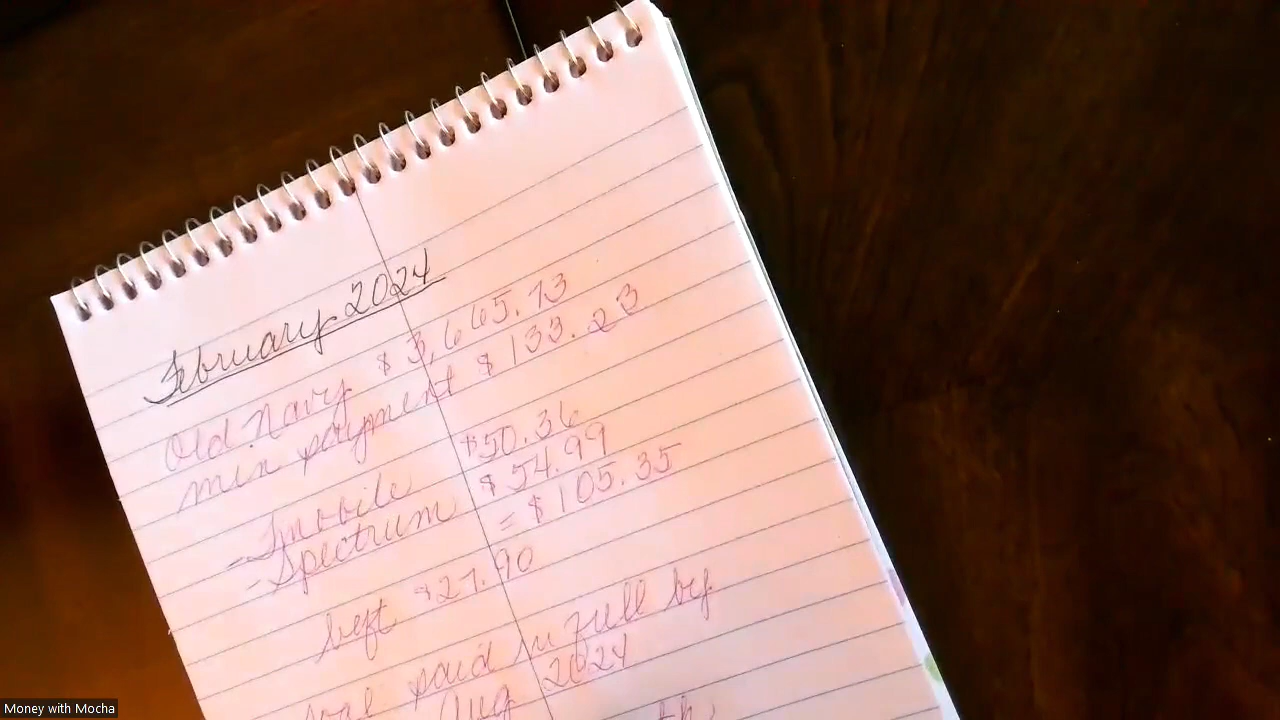 February 2024
Old Navy $3,665.73
min payment $133.23
- Tmobile $50.36
- Spectrum $54.99
= $105.35
left $27.90
paid in full by
Aug 2024
Money with Mocha